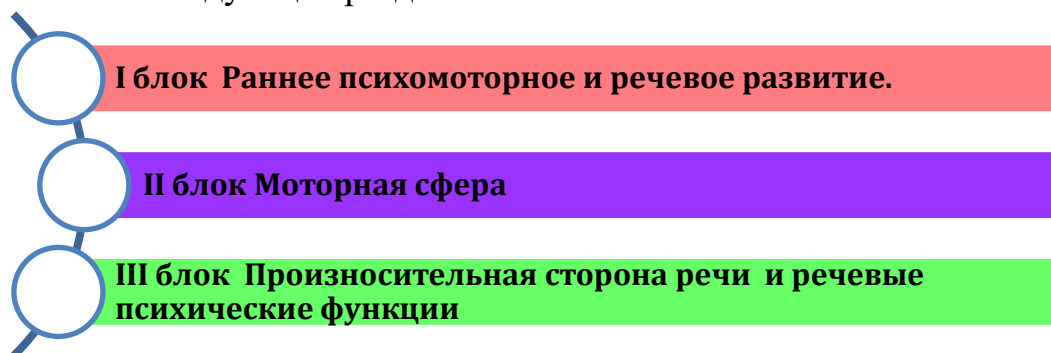 I блок Раннее психомоторное и речевое развитие.
II блок Моторная сфера
III блок Произносительная сторона речи и речевые
психические функции